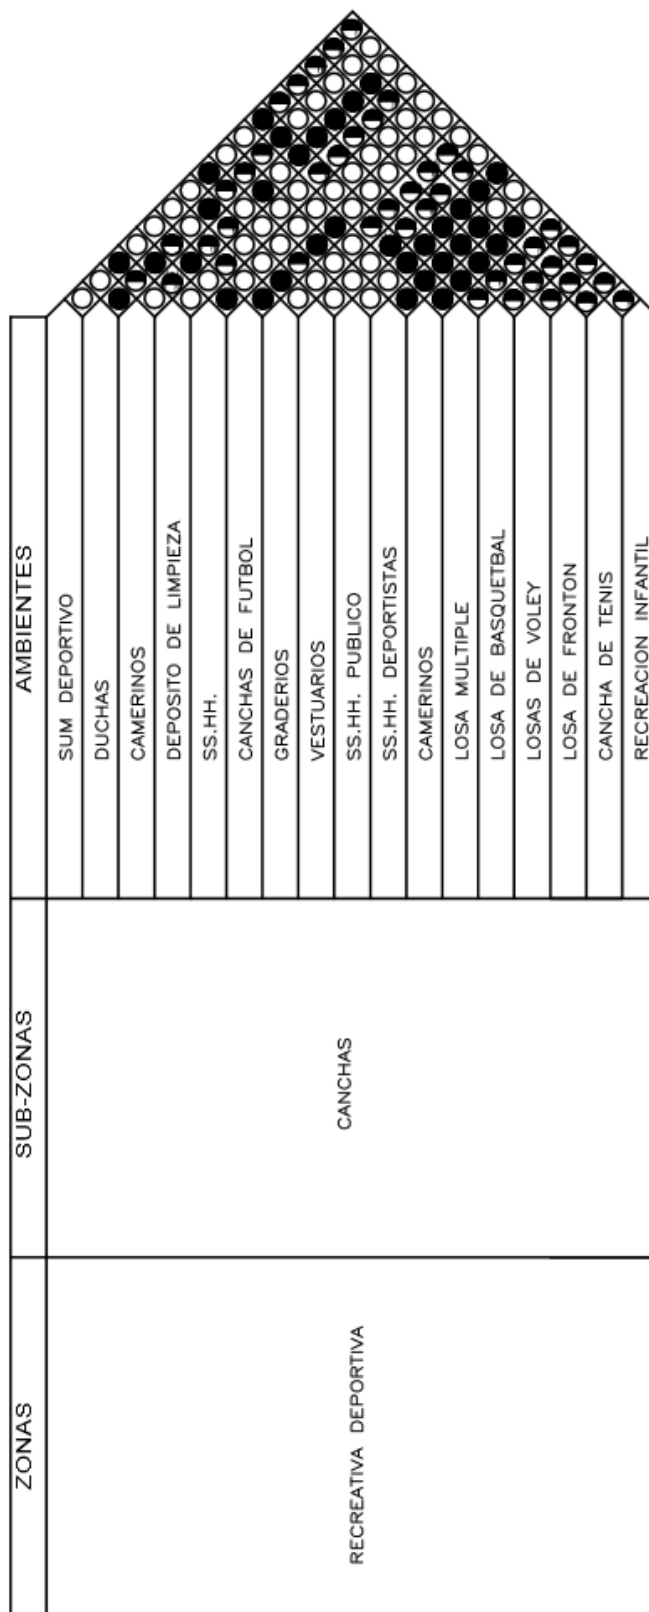 ZONAS
SUB-ZONAS
AMBIENTES
RECREATIVA DEPORTIVA
CANCHAS
SUM DEPORTIVO
DUCHAS
CAMERINOS
DEPOSITO DE LIMPIEZA
SS.HH.
CANCHAS DE FUTBOL
GRADERIOS
VESTUARIOS
SS.HH. PUBLICO
SS.HH. DEPORTISTAS
CAMERINOS
LOSA MULTIPLE
LOSA DE BASQUETBAL
LOSAS DE VOLEY
LOSA DE FRONTON
CANCHA DE TENIS
RECREACION INFANTIL